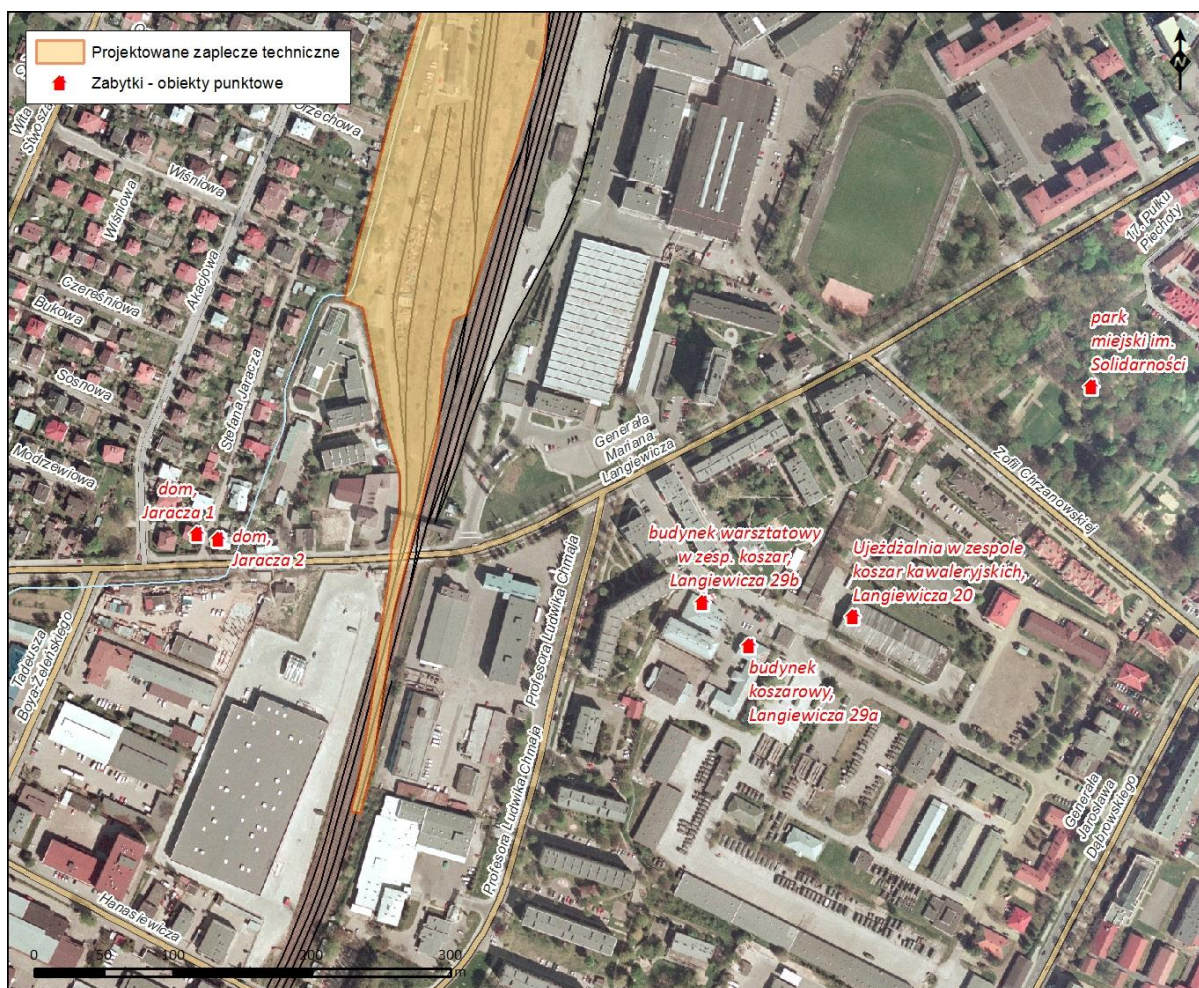 Projektowane zaplecze techniczne
Zabytki - obiekty punktowe
N
Wita
Stwosza
Orzechowa
Wiśniowa
Wiśniowa
Akacjowa
Czereśniowa
Bukowa
Sosnowa
Stefana Jaracza
Modrzewiowa
17. Pułku
Piechoty
park
miejski im.
Solidarności
Generała
Mariana
Langiewicza
Zofii Chrzanowskiej
dom,
Jaracza 1
dom,
Jaracza 2
budynek warsztatowy
w zesp. koszar,
Langiewicza 29b
Ujeżdżalnia w zespole
koszar kawaleryjskich,
Langiewicza 20
budynek
koszarowy,
Langiewicza 29a
Tadeusza
Boya-Żeleńskiego
Profesora Ludwika Chmaja
Profesora Ludwika Chmaja
Generała
Jarosława
Dąbrowskiego
Hanasiewicza
0 50 100 200 300
m